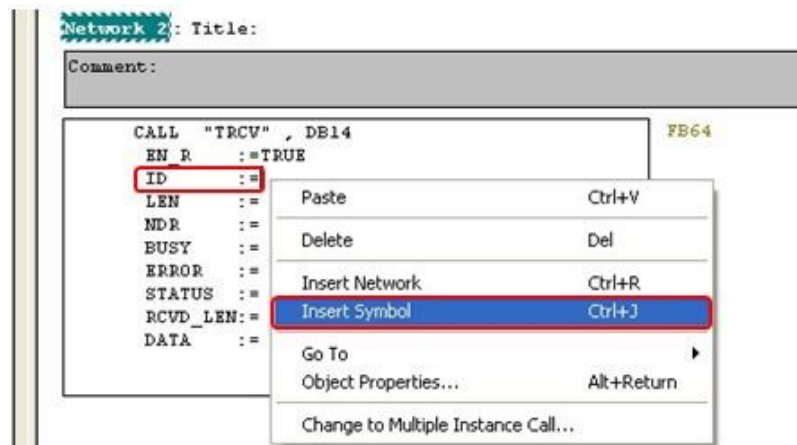 Network 2: Title:
Comment:
CALL "TRCV" , DB14 FB64
EN_R :=TRUE
ID :=
LEN :=
NDR :=
BUSY :=
ERROR :=
STATUS :=
RCVD_LEN:=
DATA :=
Paste Ctrl+V
Delete Del
Insert Network Ctrl+R
Insert Symbol Ctrl+J
Go To
Object Properties... Alt+Return
Change to Multiple Instance Call...